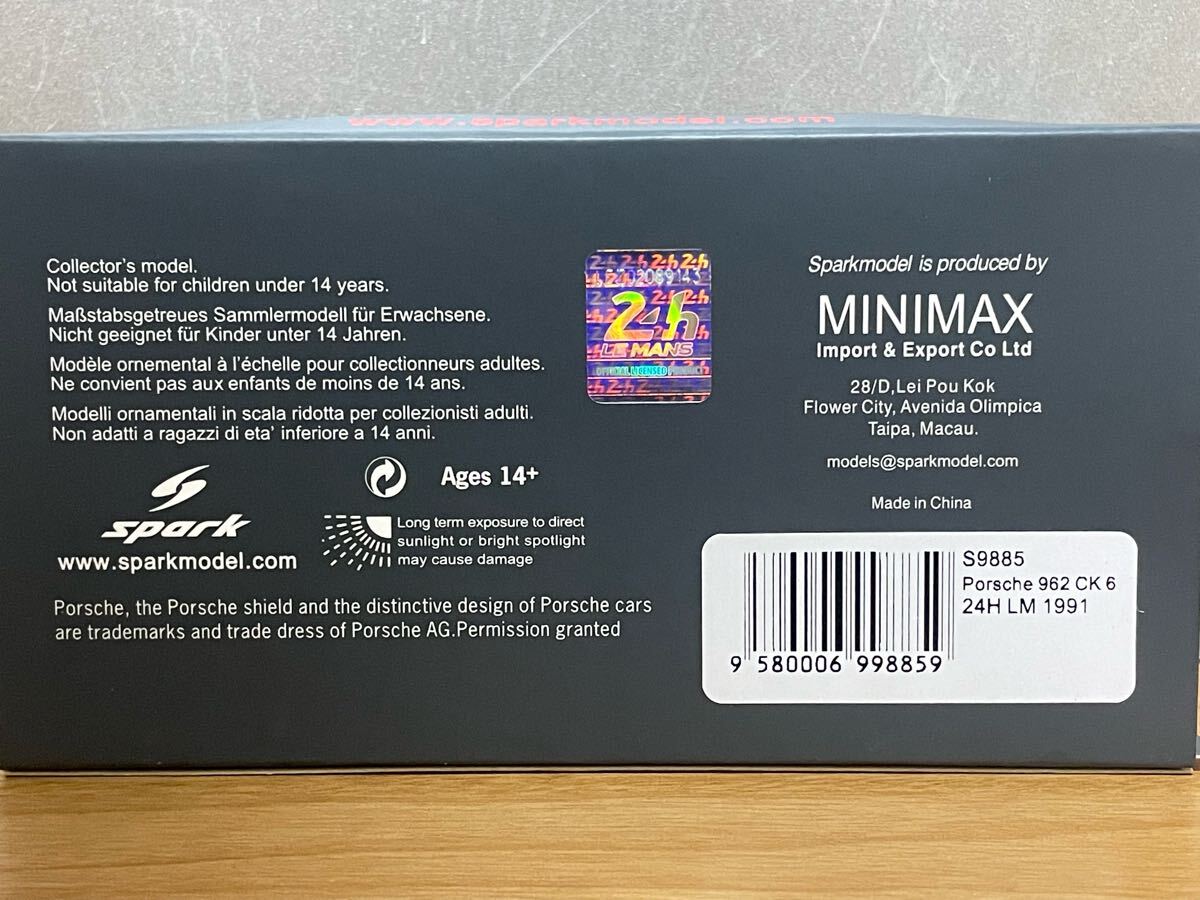 www.sparkmodel.com
Collector's model.
Not suitable for children under 14 years.
Maßstabsgetreues Sammlermodell für Erwachsene.
Nicht geeignet für Kinder unter 14 Jahren.
Modèle ornemental à l'échelle pour collectionneurs adultes.
Ne convient pas aux enfants de moins de 14 ans.
Modelli ornamentali in scala ridotta per collezionisti adulti.
Non adatti a ragazzi di eta' inferiore a 14 anni.
spark
www.sparkmodel.com
Ages 14+
Long term exposure to direct
sunlight or bright spotlight
may cause damage
Porsche, the Porsche shield and the distinctive design of Porsche cars
are trademarks and trade dress of Porsche AG.Permission granted
24h
LE MANS
OFFICIAL LICENSED PRODUCT
Sparkmodel is produced by
MINIMAX
Import & Export Co Ltd
28/D,Lei Pou Kok
Flower City, Avenida Olimpica
Taipa, Macau.
models@sparkmodel.com
Made in China
S9885
Porsche 962 CK 6
24H LM 1991
9 580006 998859